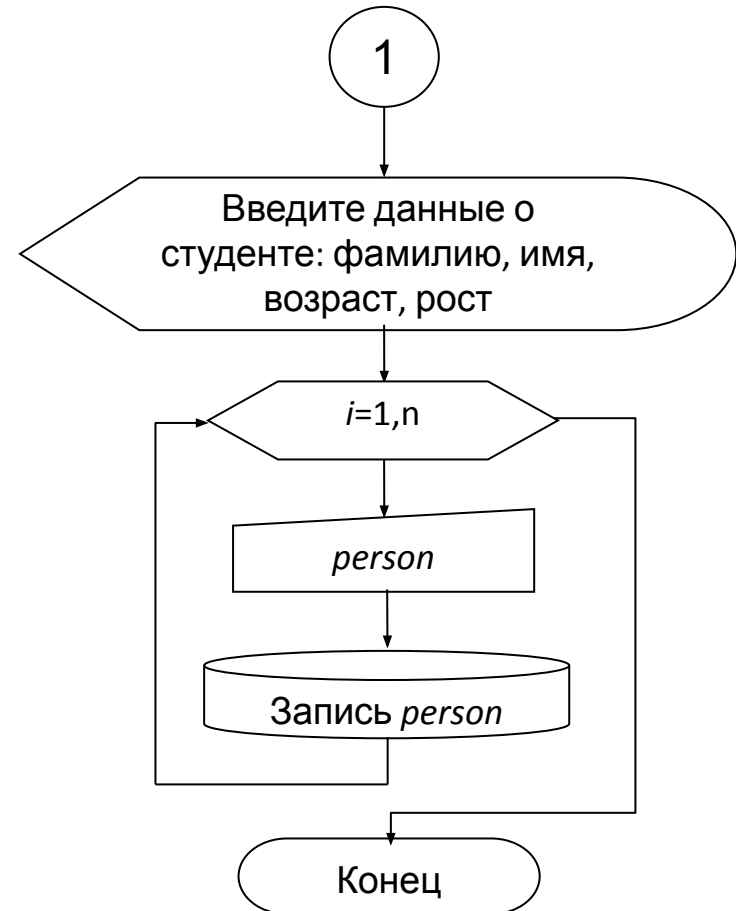 1
Введите данные о
студенте: фамилию, имя,
возраст, рост
i=1,n
person
Запись person
Конец